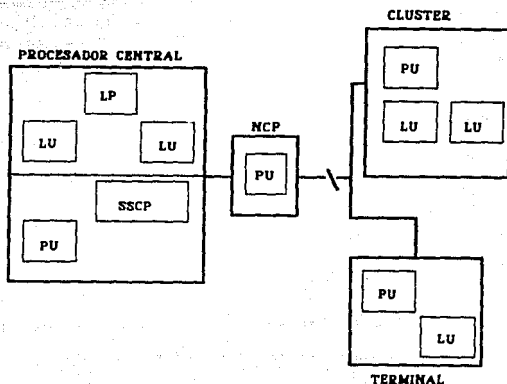 CLUSTER
PROCESADOR CENTRAL
PU
LP
LU LU
LU LU
NCP
PU
SSCP
PU
PU
LU
TERMINAL